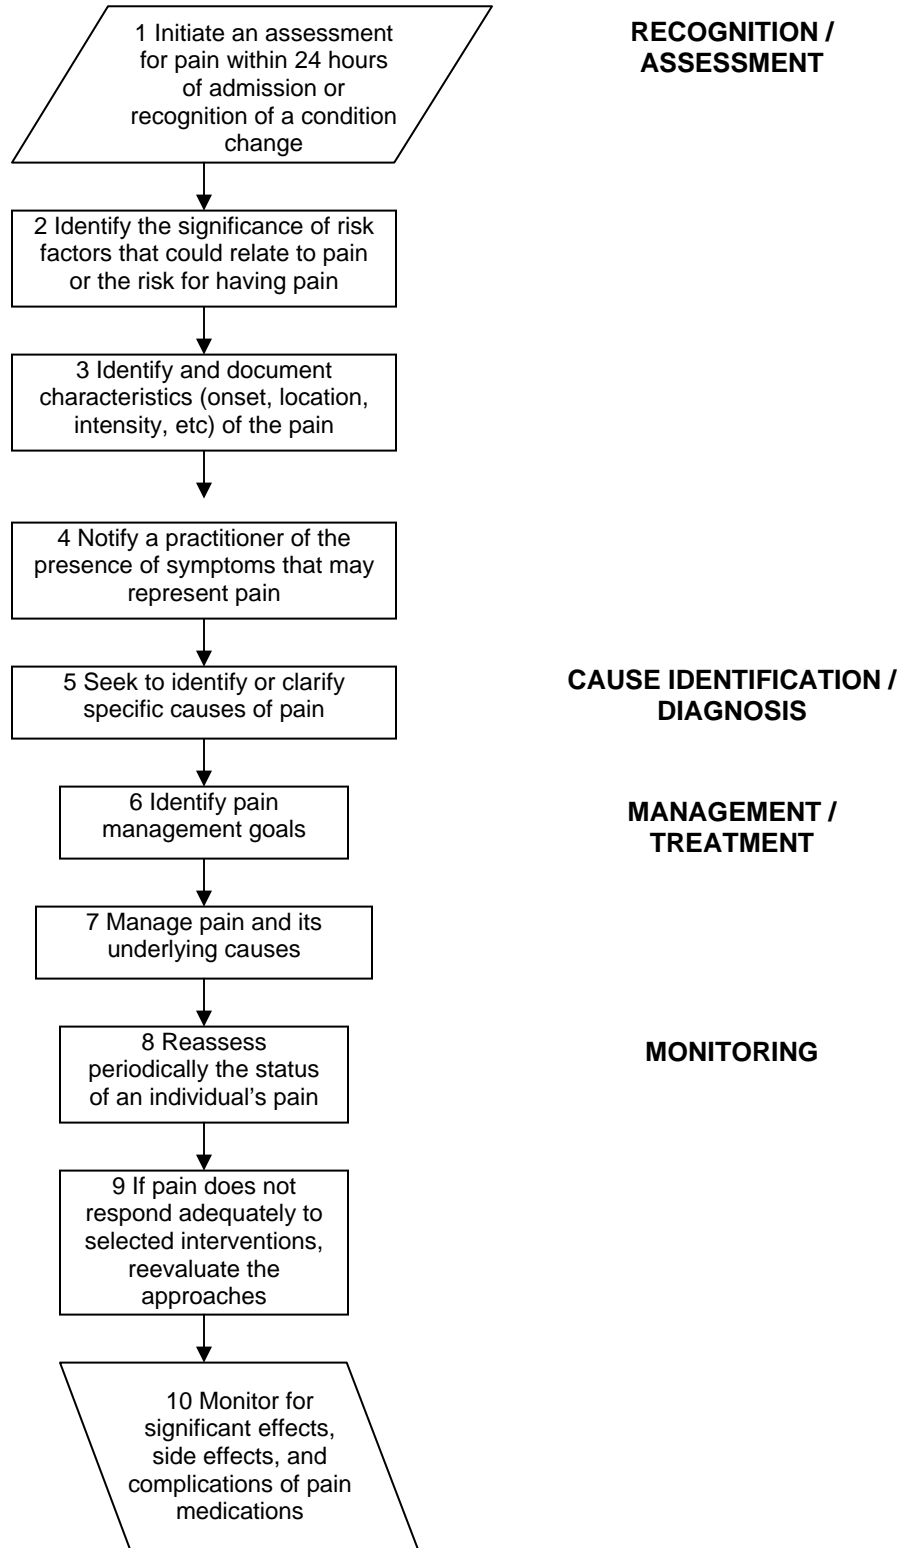 1 Initiate an assessment
for pain within 24 hours
of admission or
recognition of a condition
change
RECOGNITION /
ASSESSMENT
2 Identify the significance of risk
factors that could relate to pain
or the risk for having pain
3 Identify and document
characteristics (onset, location,
intensity, etc) of the pain
4 Notify a practitioner of the
presence of symptoms that may
represent pain
5 Seek to identify or clarify
specific causes of pain
CAUSE IDENTIFICATION /
DIAGNOSIS
6 Identify pain
management goals
MANAGEMENT /
TREATMENT
7 Manage pain and its
underlying causes
8 Reassess
periodically the status
of an individual’s pain
MONITORING
9 If pain does not
respond adequately to
selected interventions,
reevaluate the
approaches
10 Monitor for
significant effects,
side effects, and
complications of pain
medications